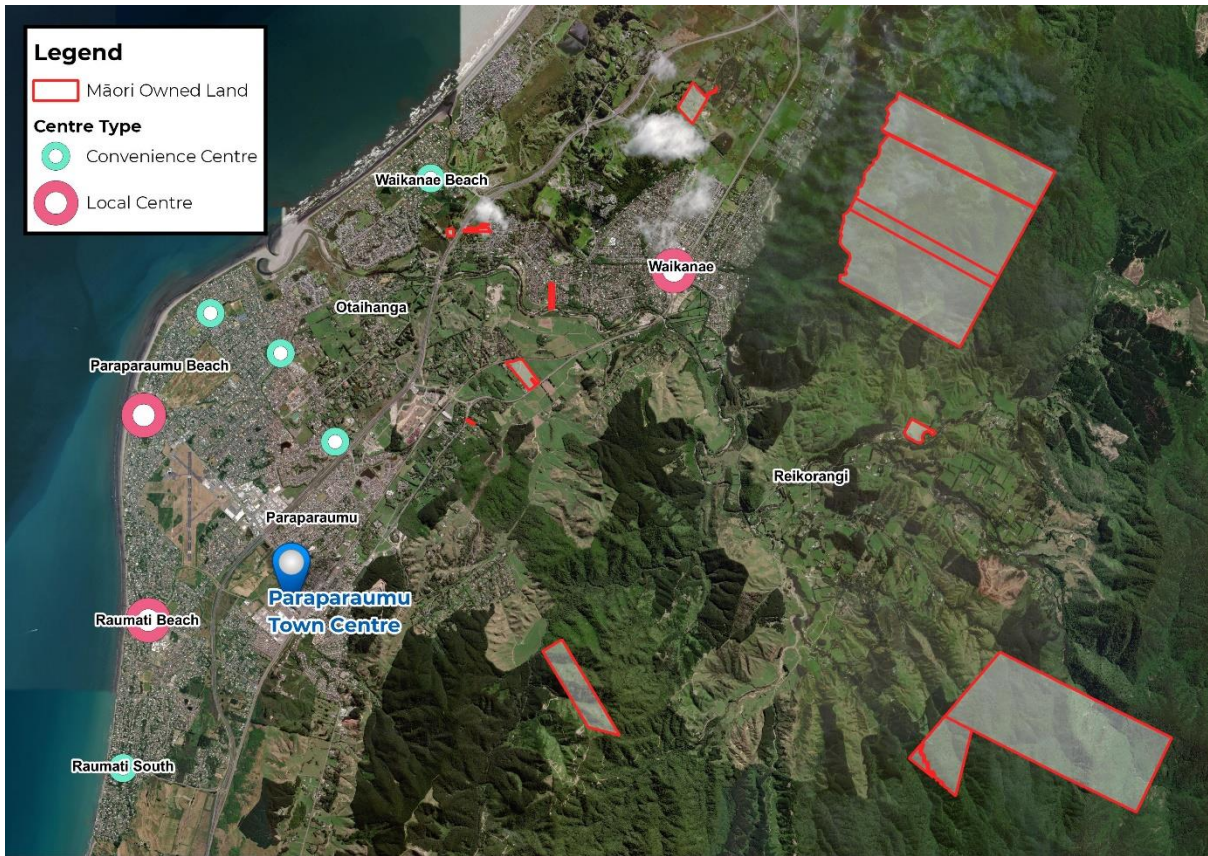 Legend
Māori Owned Land
Centre Type
Convenience Centre
Local Centre
Waikanae Beach
Waikanae
Otaihanga
Paraparaumu Beach
Reikorangi
Paraparaumu
Paraparaumu
Town Centre
Raumati Beach
Raumati South